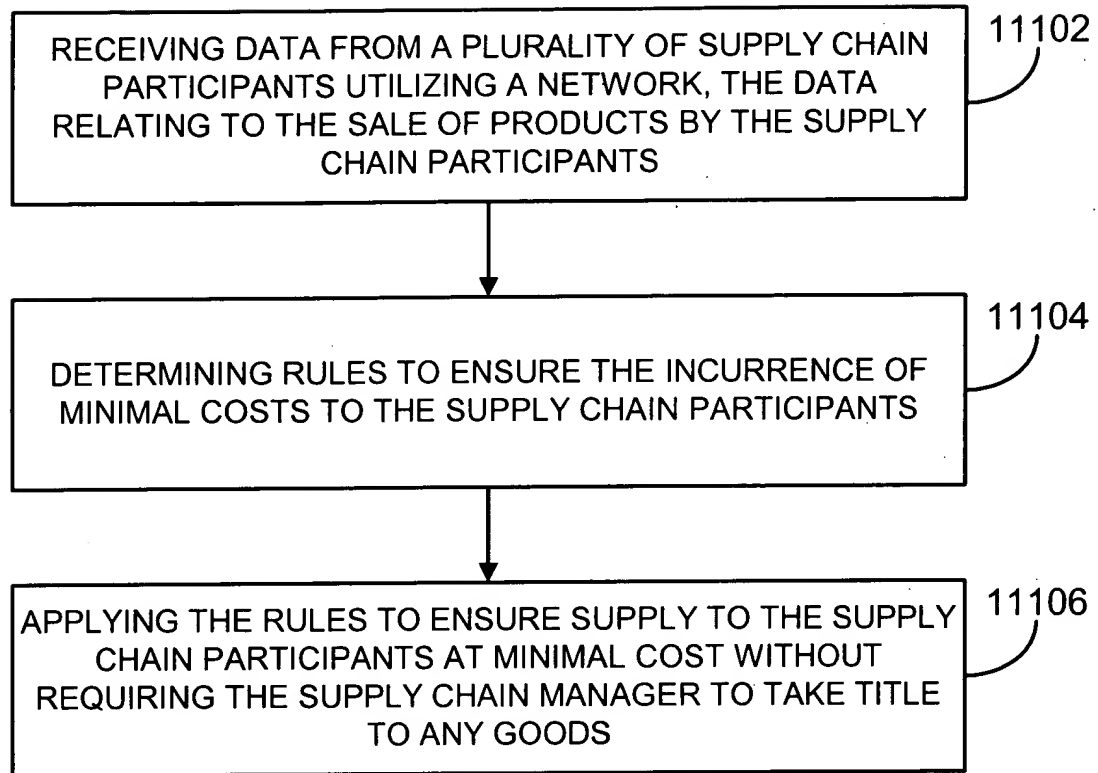 RECEIVING DATA FROM A PLURALITY OF SUPPLY CHAIN
PARTICIPANTS UTILIZING A NETWORK, THE DATA
RELATING TO THE SALE OF PRODUCTS BY THE SUPPLY
CHAIN PARTICIPANTS
11102
DETERMINING RULES TO ENSURE THE INCURRENCE OF
MINIMAL COSTS TO THE SUPPLY CHAIN PARTICIPANTS
11104
APPLYING THE RULES TO ENSURE SUPPLY TO THE SUPPLY
CHAIN PARTICIPANTS AT MINIMAL COST WITHOUT
REQUIRING THE SUPPLY CHAIN MANAGER TO TAKE TITLE
TO ANY GOODS
11106